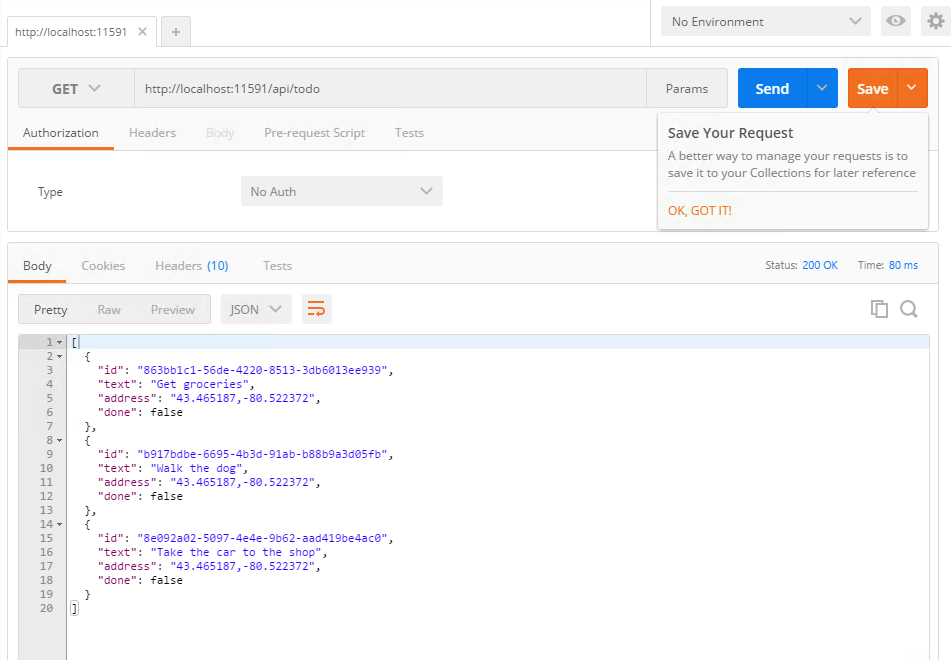 http://localhost:11591 ✕ +
No Environment
GET http://localhost:11591/api/todo Params Send Save
Authorization Headers Body Pre-request Script Tests
Save Your Request
A better way to manage your requests is to
save it to your Collections for later reference
OK, GOT IT!
Type No Auth
Body Cookies Headers (10) Tests Status: 200 OK Time: 80 ms
Pretty Raw Preview JSON
1 [
2 {
3 "id": "863bb1c1-56de-4220-8513-3db6013ee939",
4 "text": "Get groceries",
5 "address": "43.465187,-80.522372",
6 "done": false
7 },
8 {
9 "id": "b917bdbe-6695-4b3d-91ab-b88b9a3d05fb",
10 "text": "Walk the dog",
11 "address": "43.465187,-80.522372",
12 "done": false
13 },
14 {
15 "id": "8e092a02-5097-4e4e-9b62-aad419be4ac0",
16 "text": "Take the car to the shop",
17 "address": "43.465187,-80.522372",
18 "done": false
19 }
20 ]